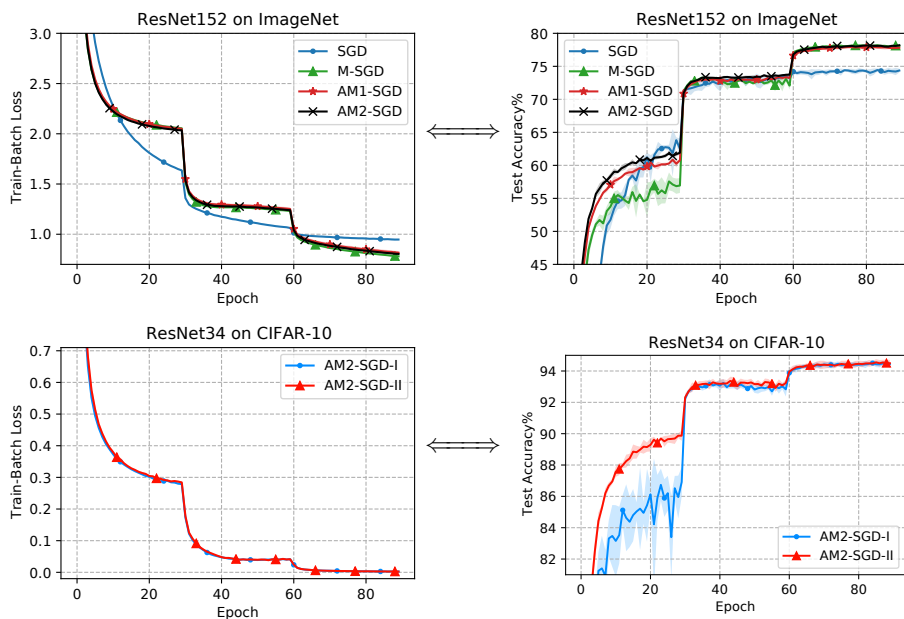 ResNet152 on ImageNet
Train-Batch Loss
3.0
2.5
2.0
1.5
1.0
SGD
M-SGD
AM1-SGD
AM2-SGD
0 20 40 60 80
Epoch
ResNet152 on ImageNet
Test Accuracy%
80
75
70
65
60
55
50
45
SGD
M-SGD
AM1-SGD
AM2-SGD
0 20 40 60 80
Epoch
ResNet34 on CIFAR-10
Train-Batch Loss
0.7
0.6
0.5
0.4
0.3
0.2
0.1
0.0
AM2-SGD-I
AM2-SGD-II
0 20 40 60 80
Epoch
ResNet34 on CIFAR-10
Test Accuracy%
94
92
90
88
86
84
82
AM2-SGD-I
AM2-SGD-II
0 20 40 60 80
Epoch